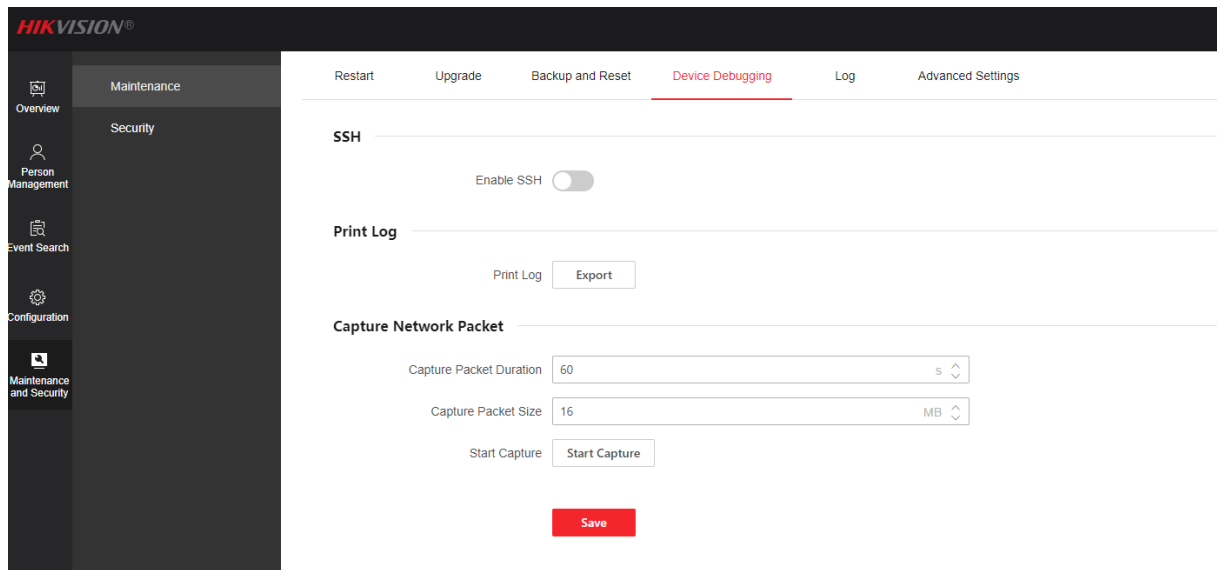 HIKVISION®
Overview
Person
Management
Event Search
Configuration
Maintenance
and Security
Maintenance
Security
Restart Upgrade Backup and Reset Device Debugging Log Advanced Settings
SSH
Enable SSH
Print Log
Print Log Export
Capture Network Packet
Capture Packet Duration 60 s
Capture Packet Size 16 MB
Start Capture Start Capture
Save